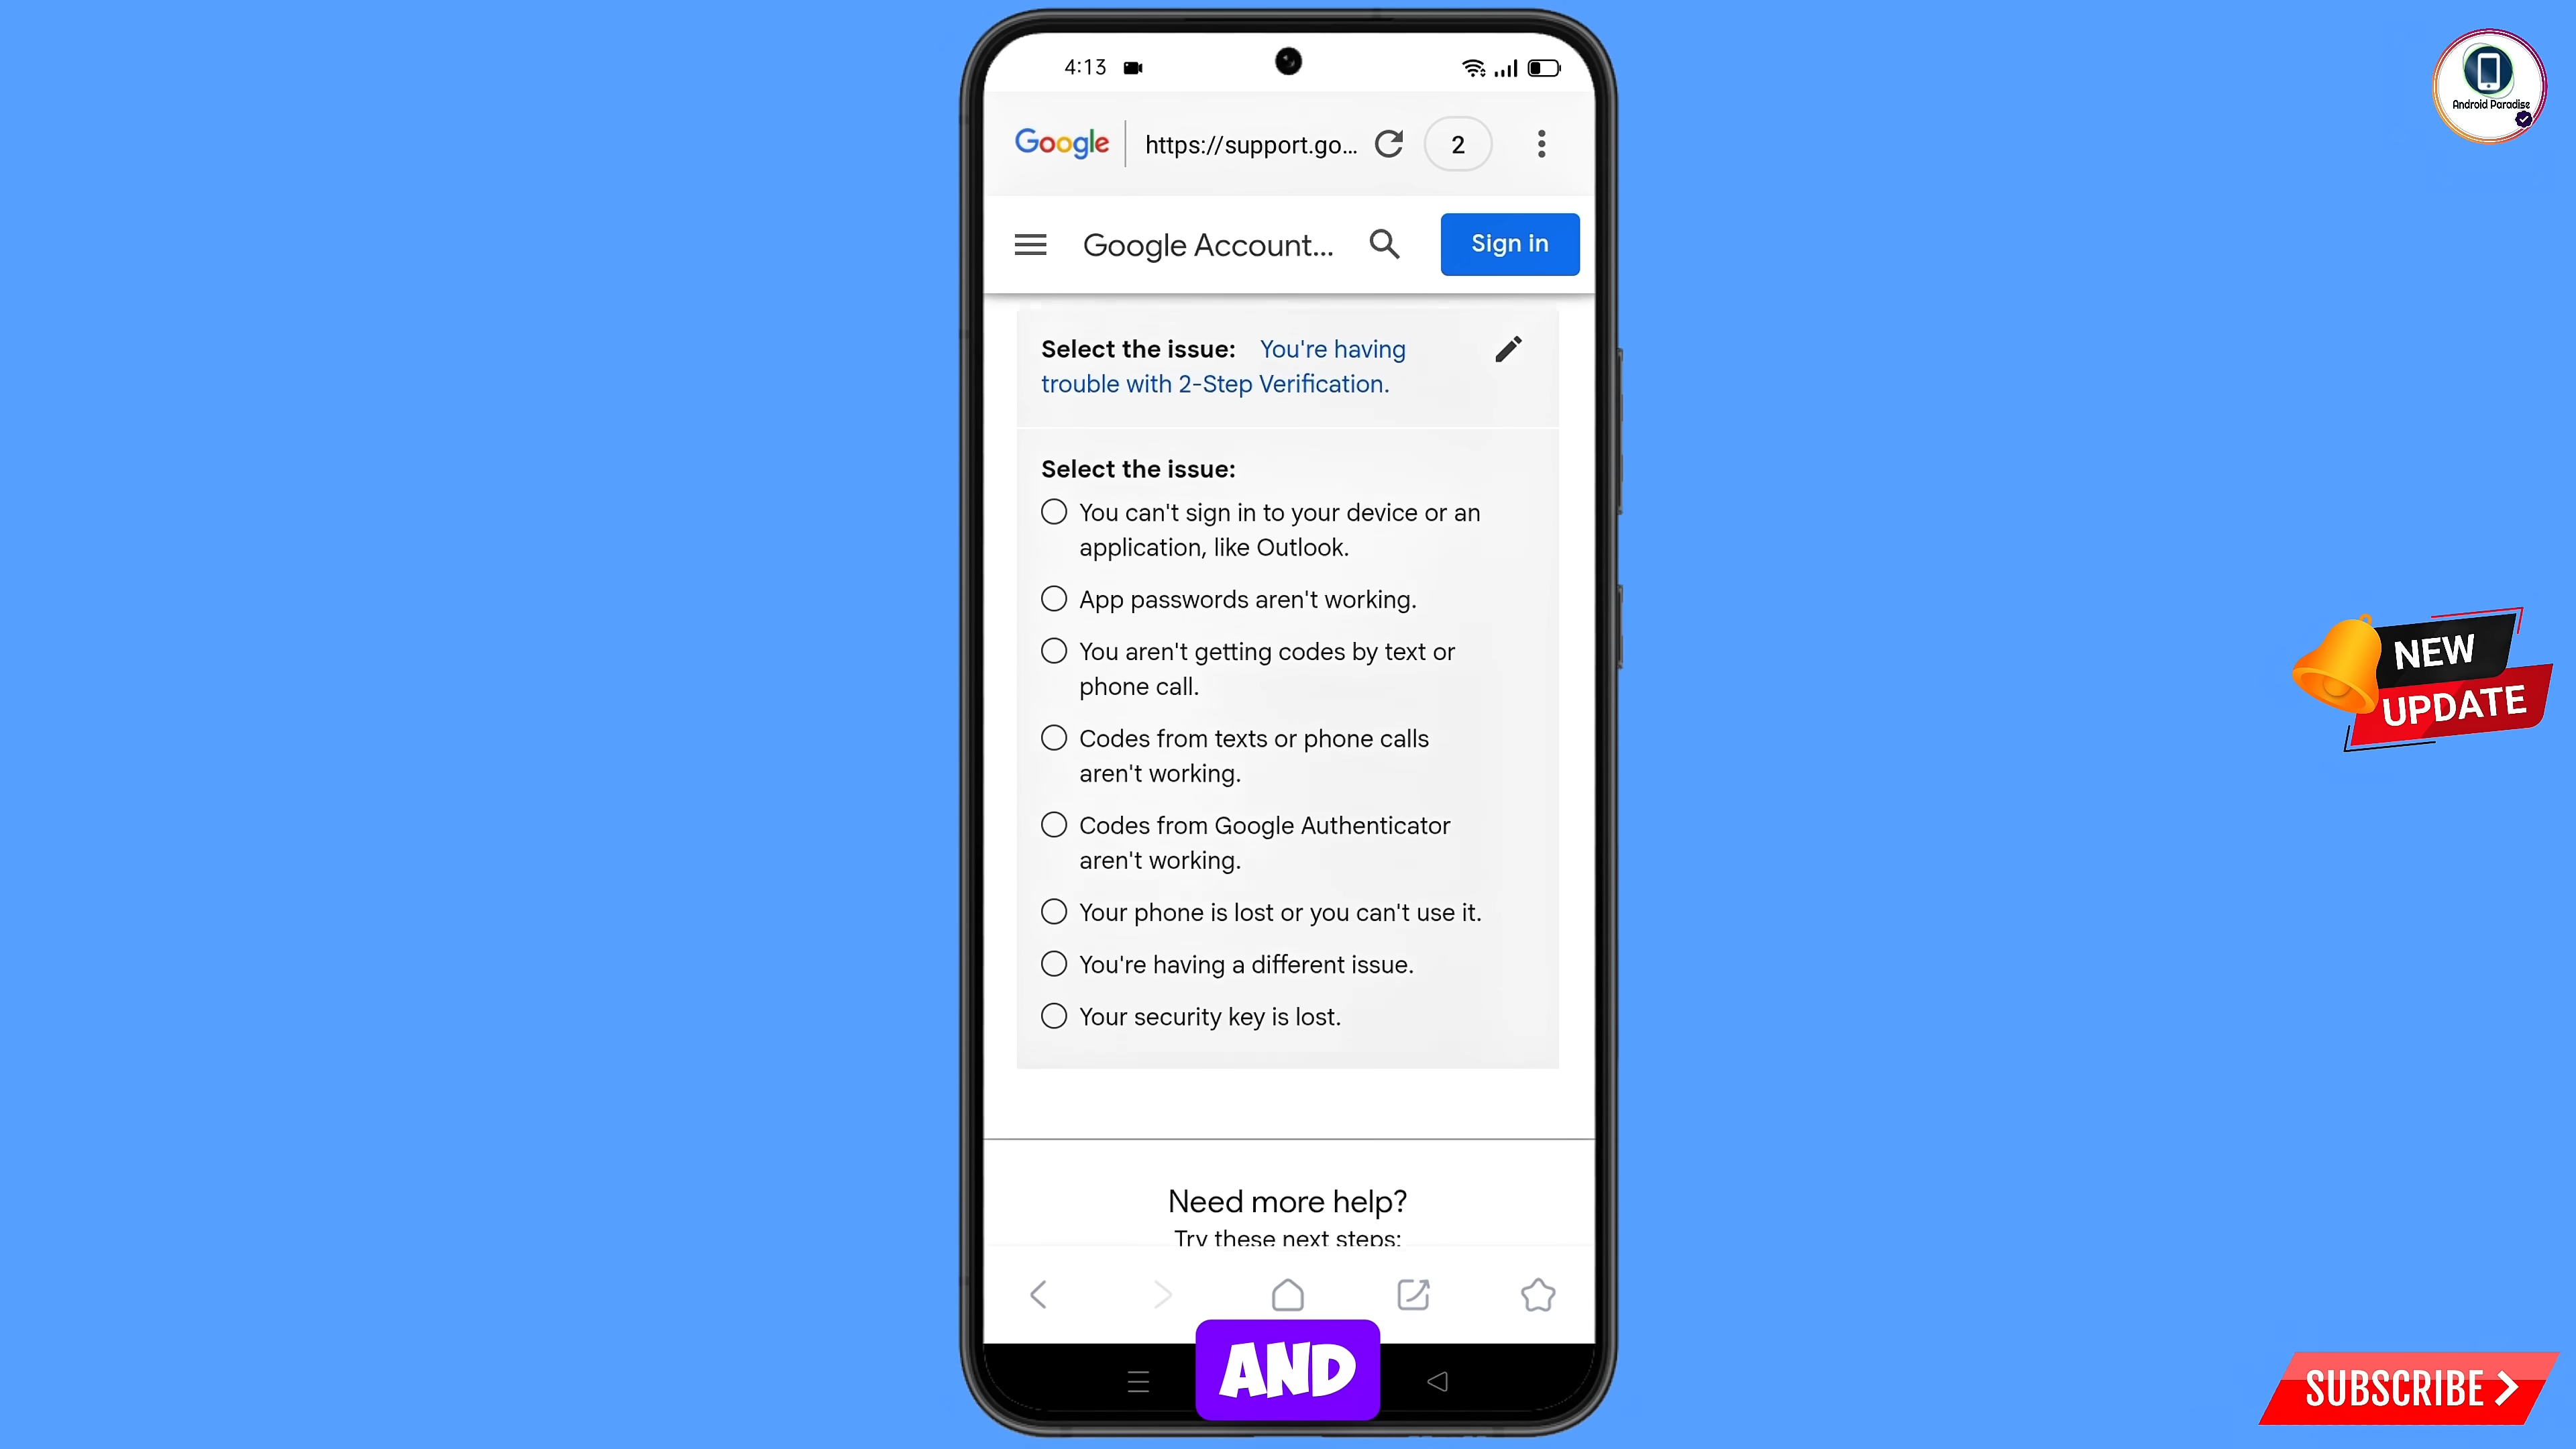 4:13
Google
https://support.go...
2
Google Account...
Sign in
Select the issue: You're having
trouble with 2-Step Verification.
Select the issue:
You can't sign in to your device or an
application, like Outlook.
App passwords aren't working.
You aren't getting codes by text or
phone call.
Codes from texts or phone calls
aren't working.
Codes from Google Authenticator
aren't working.
Your phone is lost or you can't use it.
You're having a different issue.
Your security key is lost.
Need more help?
Try these next steps:
AND
Android Paradise
NEW
UPDATE
SUBSCRIBE